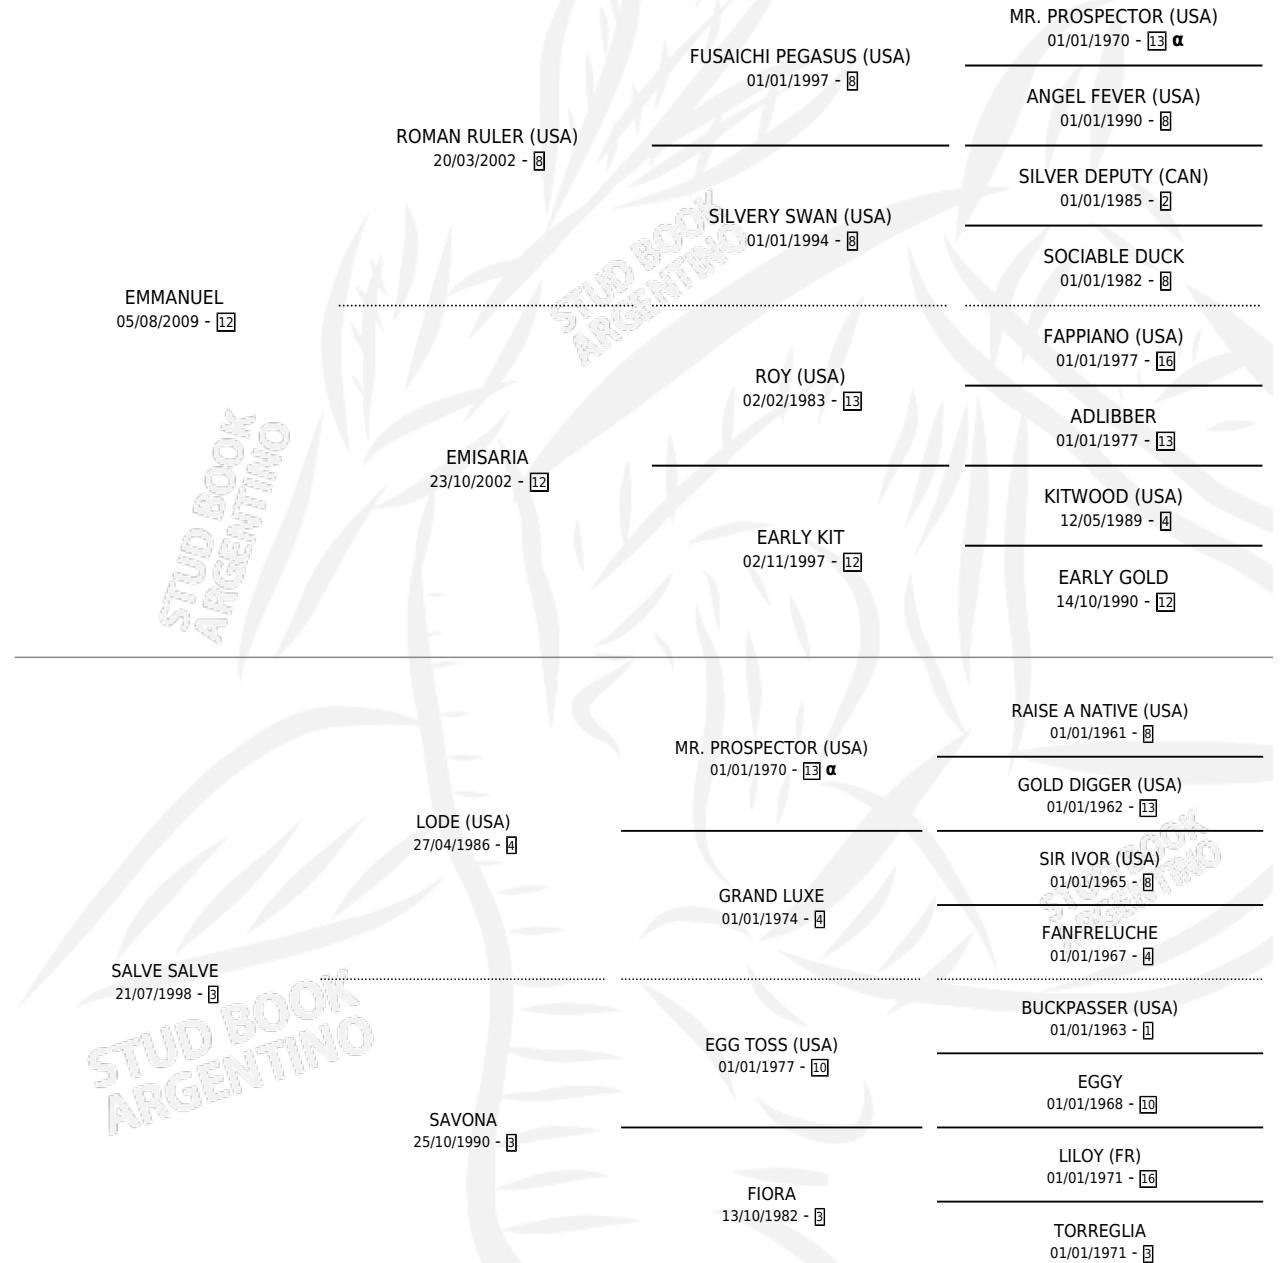 MR. PROSPECTOR (USA)
01/01/1970 - 13 α
FUSAICHI PEGASUS (USA)
01/01/1997 - 8
ANGEL FEVER (USA)
01/01/1990 - 8
ROMAN RULER (USA)
20/03/2002 - 8
SILVER DEPUTY (CAN)
01/01/1985 - 2
SILVERY SWAN (USA)
01/01/1994 - 8
SOCIABLE DUCK
01/01/1982 - 8
STUD BOOK
ARGENTINO
EMMANUEL
05/08/2009 - 12
FAPPIANO (USA)
01/01/1977 - 16
ROY (USA)
02/02/1983 - 13
ADLIBBER
01/01/1977 - 13
EMISARIA
23/10/2002 - 12
KITWOOD (USA)
12/05/1989 - 4
EARLY KIT
02/11/1997 - 12
EARLY GOLD
14/10/1990 - 12
STUD BOOK
ARGENTINO
RAISE A NATIVE (USA)
01/01/1961 - 8
MR. PROSPECTOR (USA)
01/01/1970 - 13 α
GOLD DIGGER (USA)
01/01/1962 - 13
LODE (USA)
27/04/1986 - 4
SIR IVOR (USA)
01/01/1965 - 8
GRAND LUXE
01/01/1974 - 4
STUD BOOK
ARGENTINO
FANFRELUCHE
01/01/1967 - 4
SALVE SALVE
21/07/1998 - 3
STUD BOOK
ARGENTINO
BUCKPASSER (USA)
01/01/1963 - 1
EGG TOSS (USA)
01/01/1977 - 10
EGGY
01/01/1968 - 10
SAVONA
25/10/1990 - 3
LILOY (FR)
01/01/1971 - 16
FIORA
13/10/1982 - 3
TORREGLIA
01/01/1971 - 3